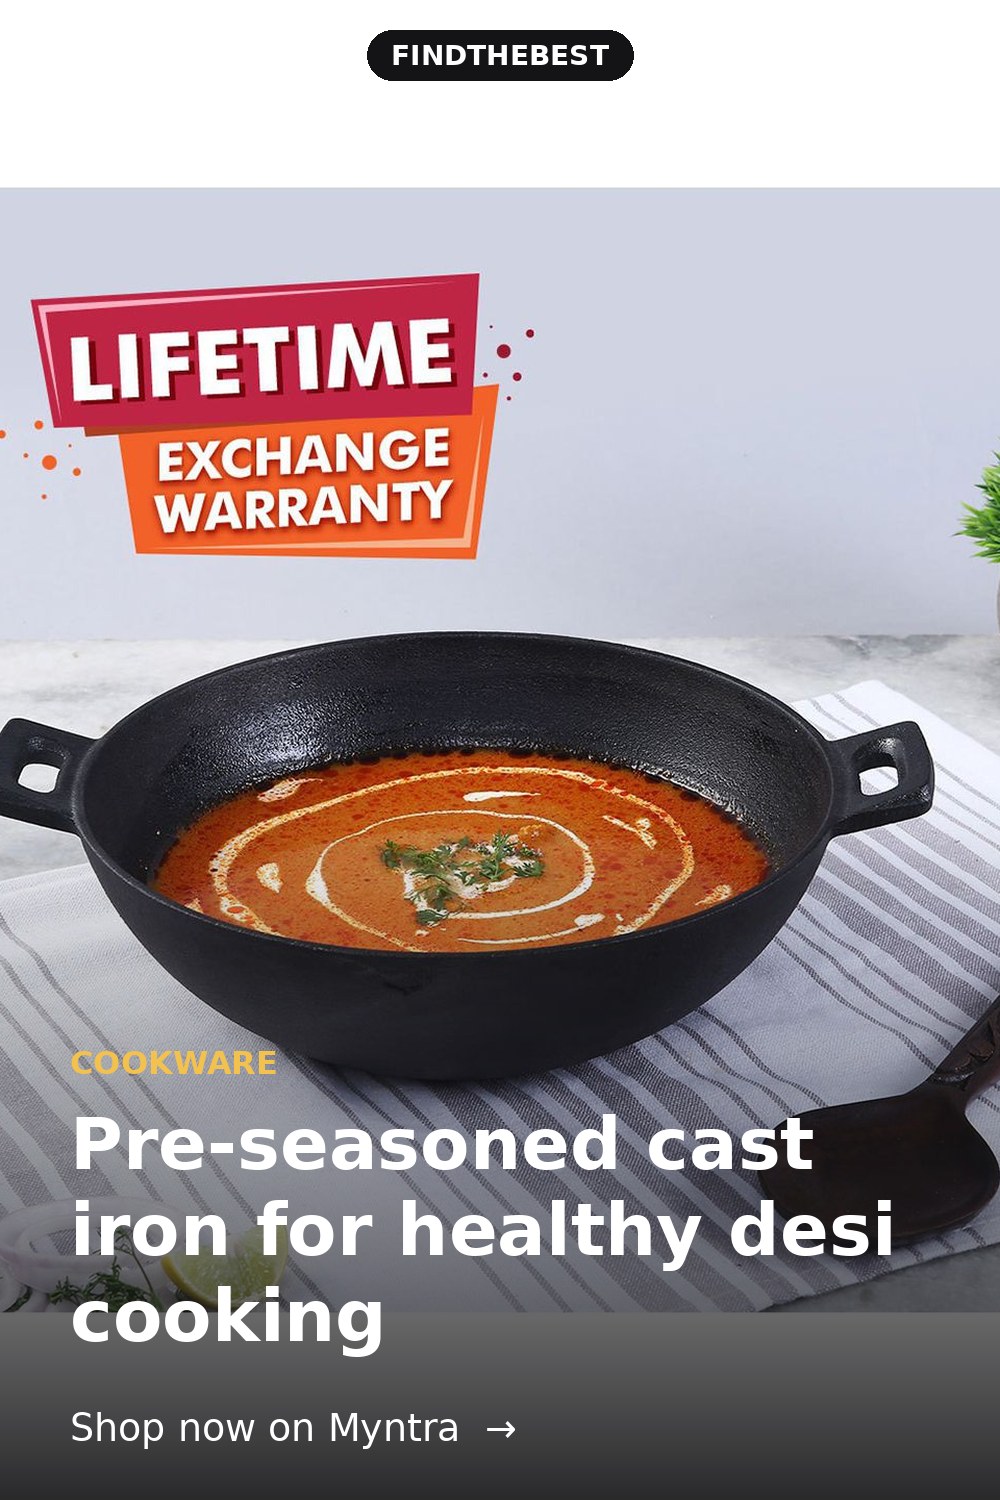 FINDTHEBEST
LIFETIME
EXCHANGE
WARRANTY
COOKWARE
Pre-seasoned cast
iron for healthy desi
cooking
Shop now on Myntra →